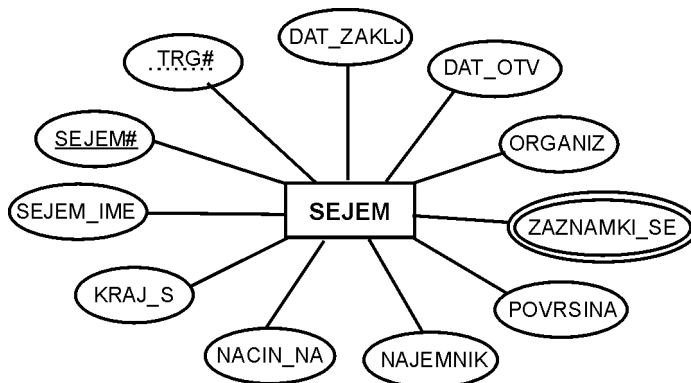 DAT_ZAKLJ
TRG#
DAT_OTV
SEJEM#
ORGANIZ
SEJEM_IME
SEJEM
ZAZNAMKI_SE
KRAJ_S
POVRSINA
NACIN_NA
NAJEMNIK